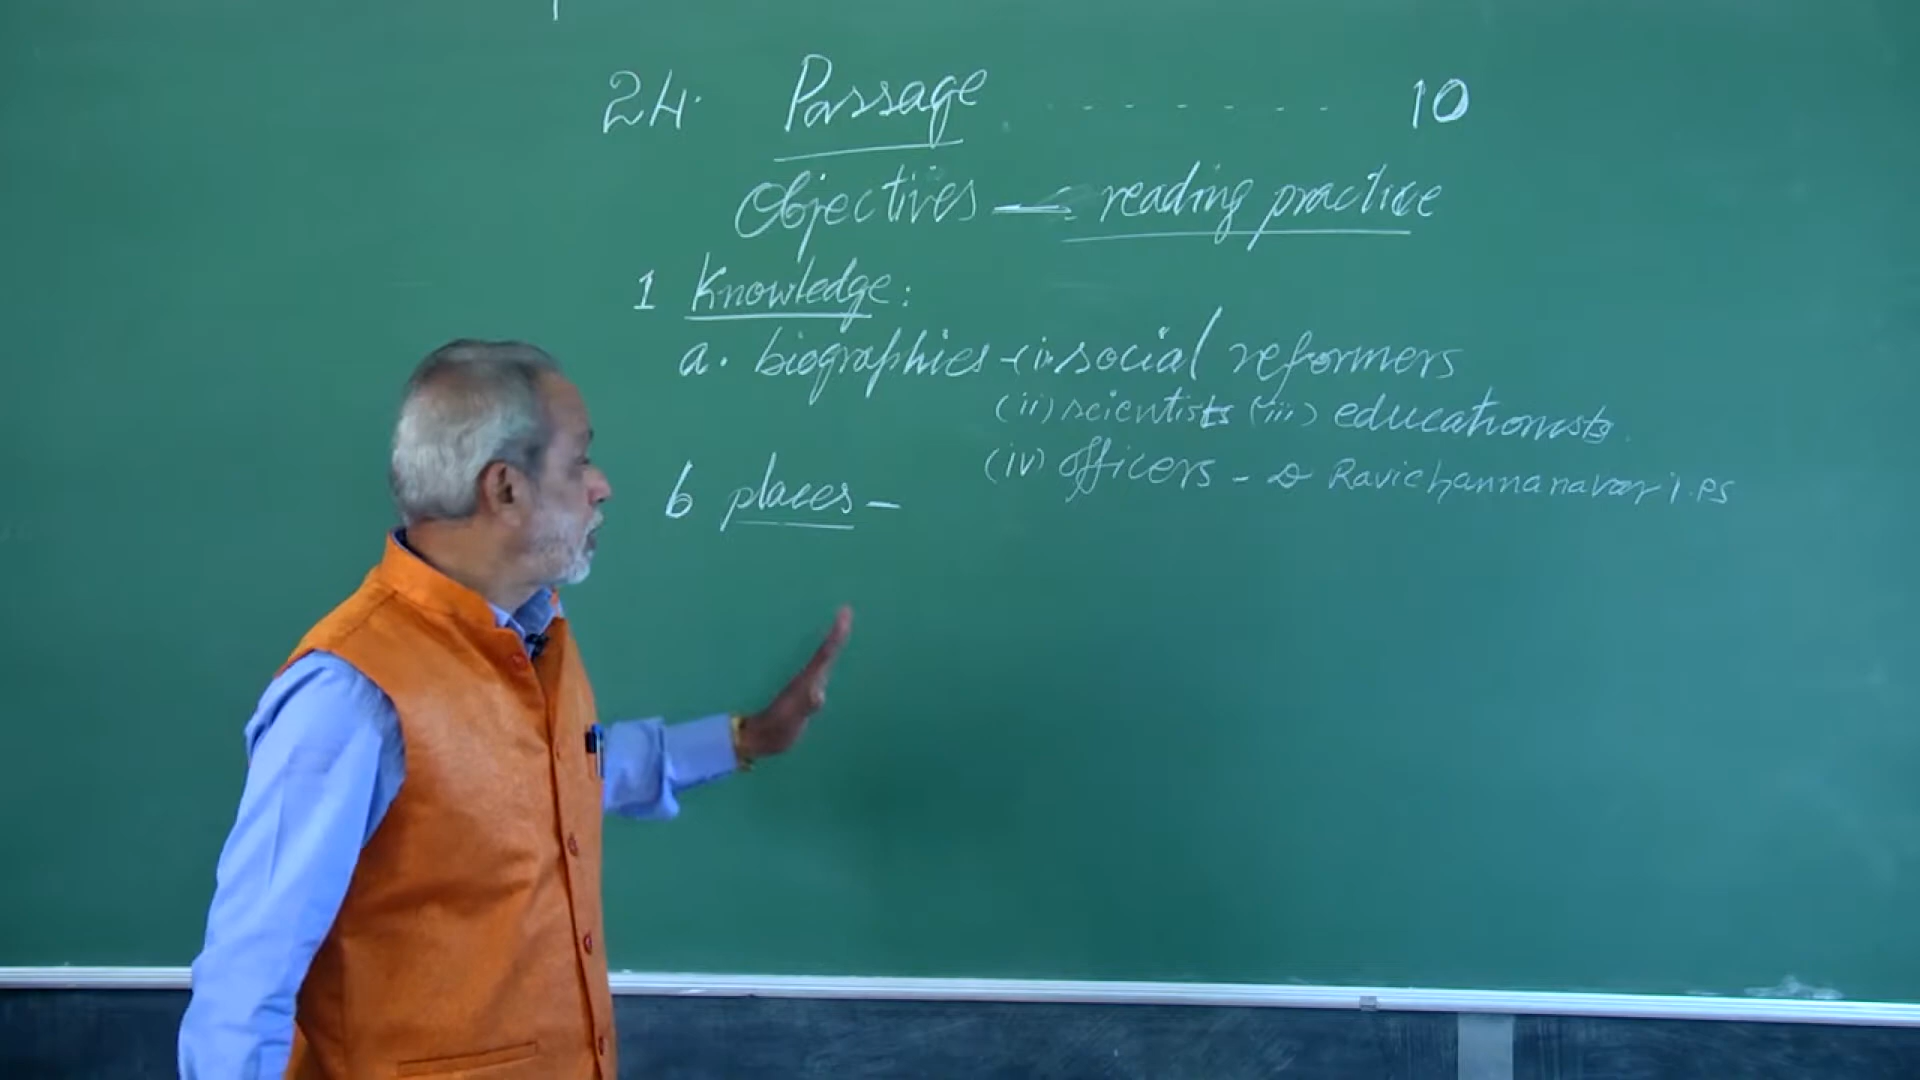 24. Passage . - - - - - - 10
Objectives — reading practice
1 Knowledge:
a. biographies - (i) social reformers
(ii) scientists (iii) educationists.
(iv) officers - Ravichannanavar i.ps
b places -